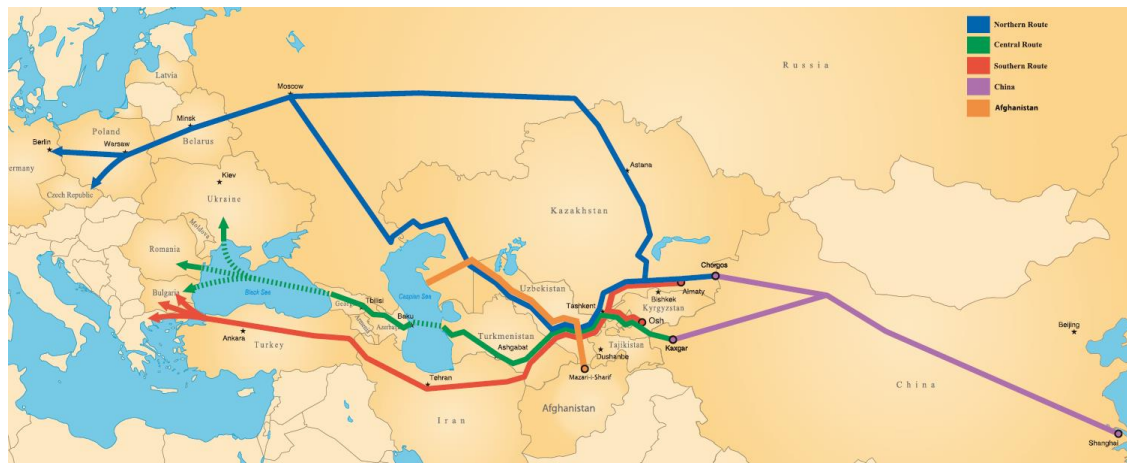 Northern Route
Central Route
Southern Route
China
Afghanistan
Russia
Latvia
Moscow
Minsk
Belarus
Poland
Warsaw
Berlin
Czech Republic
Kiev
Ukraine
Moldova
Romania
Bulgaria
Black Sea
Astana
Kazakhstan
Caspian Sea
Uzbekistan
Tashkent
Chorgos
Almaty
Bishkek
Kyrgyzstan
Osh
Kaxgar
Tajikistan
Dushanbe
Mazari-i-Sharif
Afghanistan
Turkmenistan
Ashgabat
Tbilisi
Baku
Ankara
Turkey
Tehran
Iran
Beijing
China
Shanghai